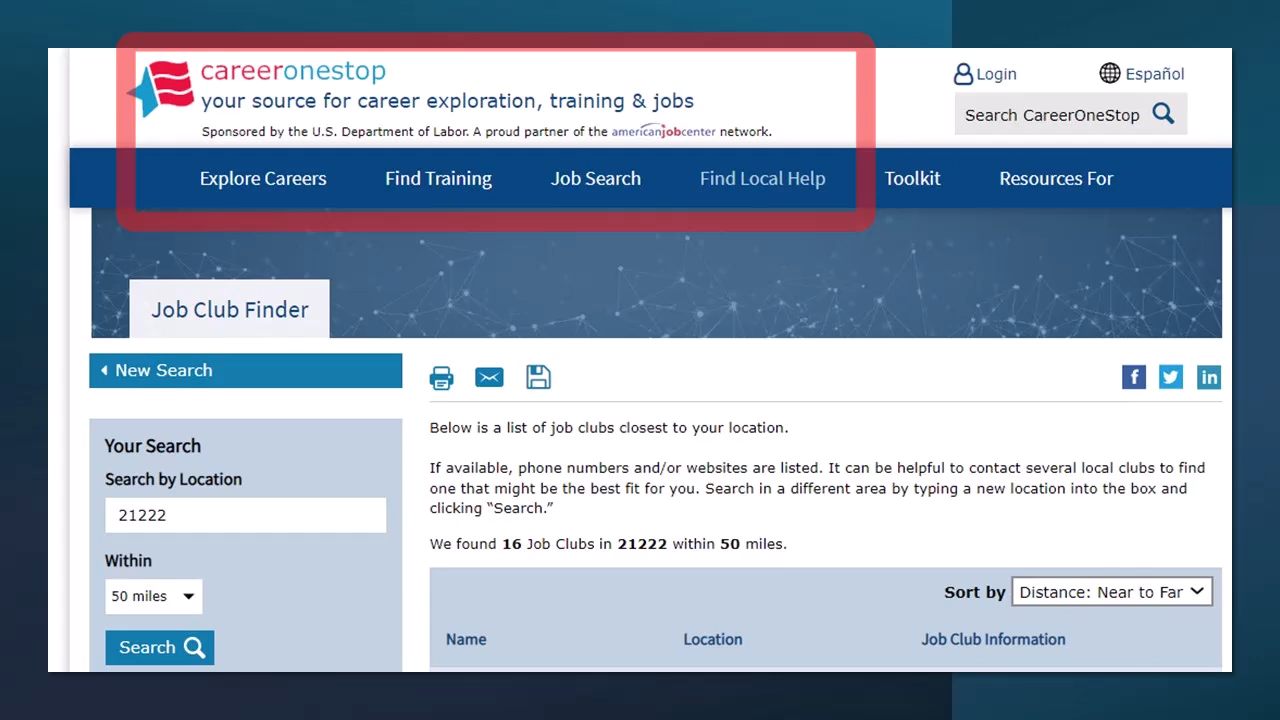 careeronestop
your source for career exploration, training & jobs
Sponsored by the U.S. Department of Labor. A proud partner of the americanjobcenter network.
Login
Español
Search CareerOneStop
Explore Careers
Find Training
Job Search
Find Local Help
Toolkit
Resources For
Job Club Finder
New Search
Your Search
Search by Location
21222
Within
50 miles
Search
f
in
Below is a list of job clubs closest to your location.
If available, phone numbers and/or websites are listed. It can be helpful to contact several local clubs to find
one that might be the best fit for you. Search in a different area by typing a new location into the box and
clicking “Search.”
We found 16 Job Clubs in 21222 within 50 miles.
Sort by
Distance: Near to Far
Name
Location
Job Club Information